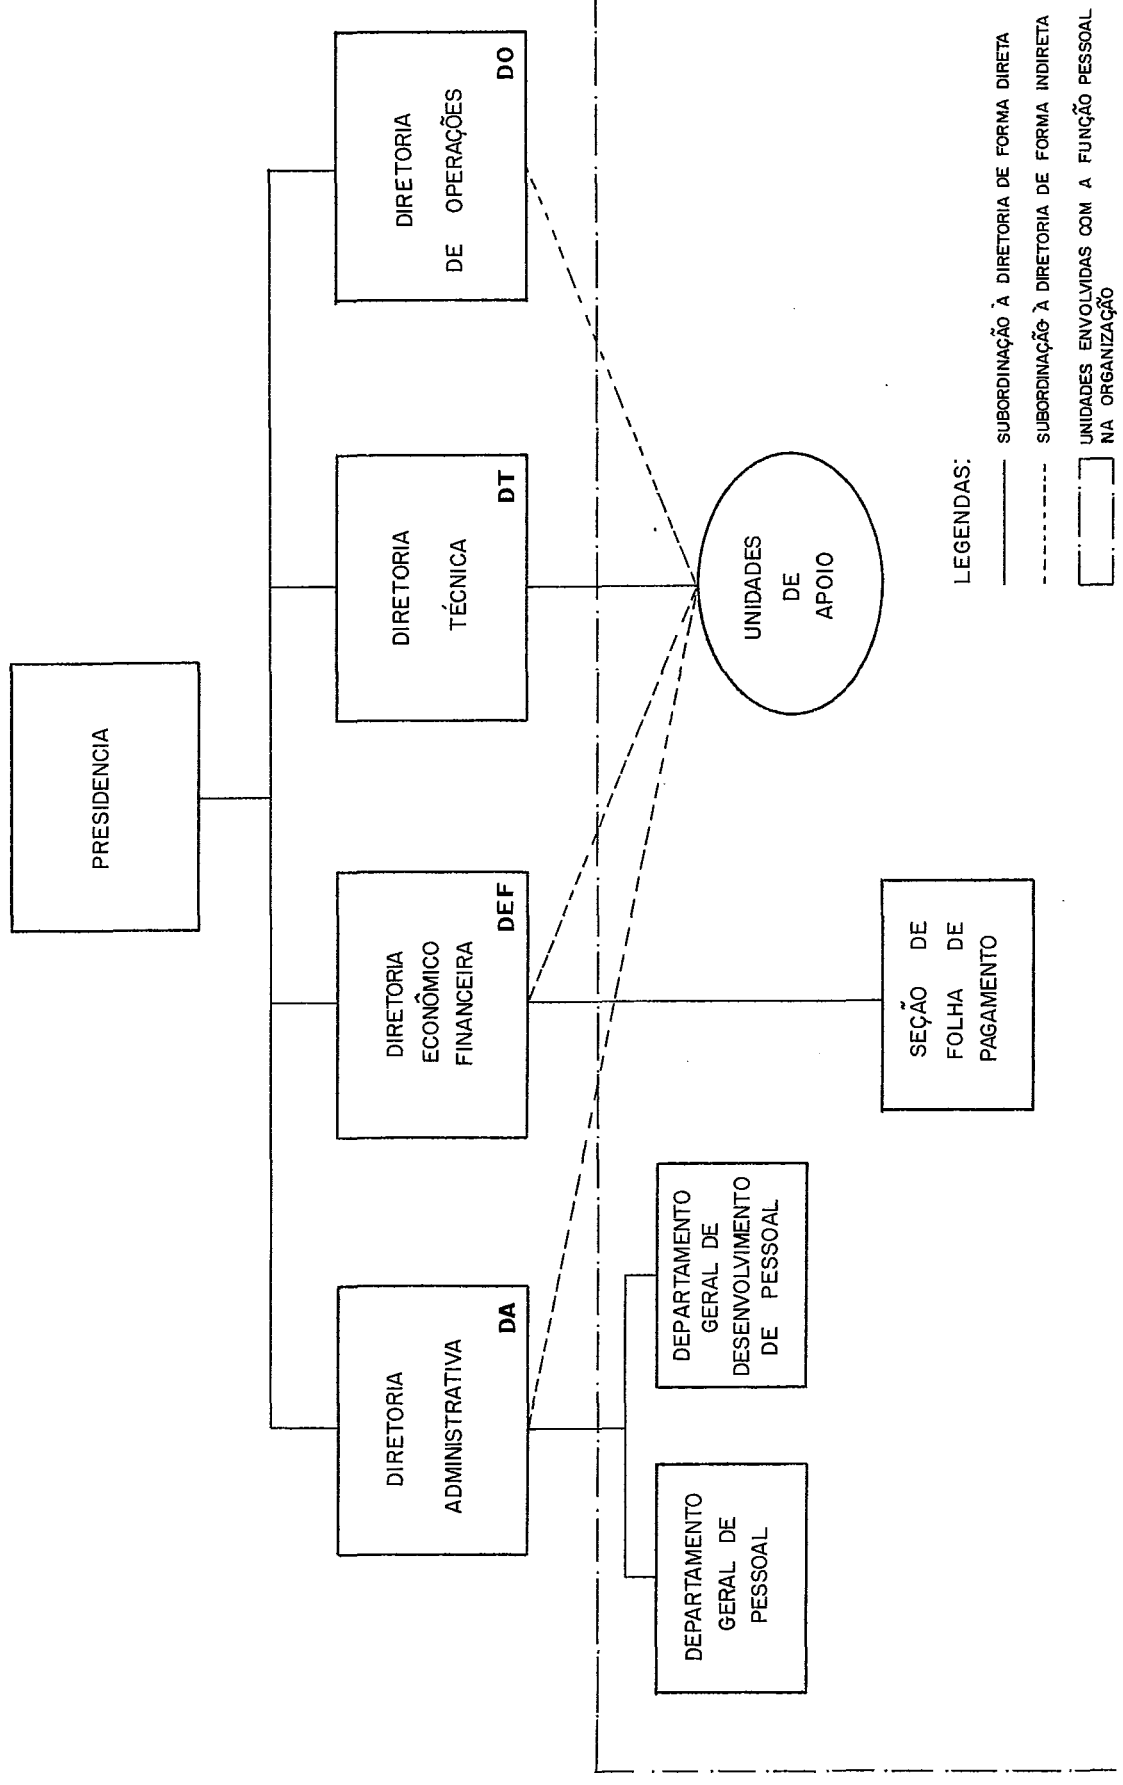 PRESIDENCIA
DIRETORIA
ADMINISTRATIVA
DA
DIRETORIA
ECONÔMICO
FINANCEIRA
DEF
DIRETORIA
TÉCNICA
DT
DIRETORIA
DE OPERAÇÕES
DO
DEPARTAMENTO
GERAL DE
PESSOAL
DEPARTAMENTO
GERAL DE
DESENVOLVIMENTO
DE PESSOAL
SEÇÃO DE
FOLHA DE
PAGAMENTO
UNIDADES
DE
APOIO
LEGENDAS:
SUBORDINAÇÃO À DIRETORIA DE FORMA DIRETA
SUBORDINAÇÃO À DIRETORIA DE FORMA INDIRETA
UNIDADES ENVOLVIDAS COM A FUNÇÃO PESSOAL
NA ORGANIZAÇÃO